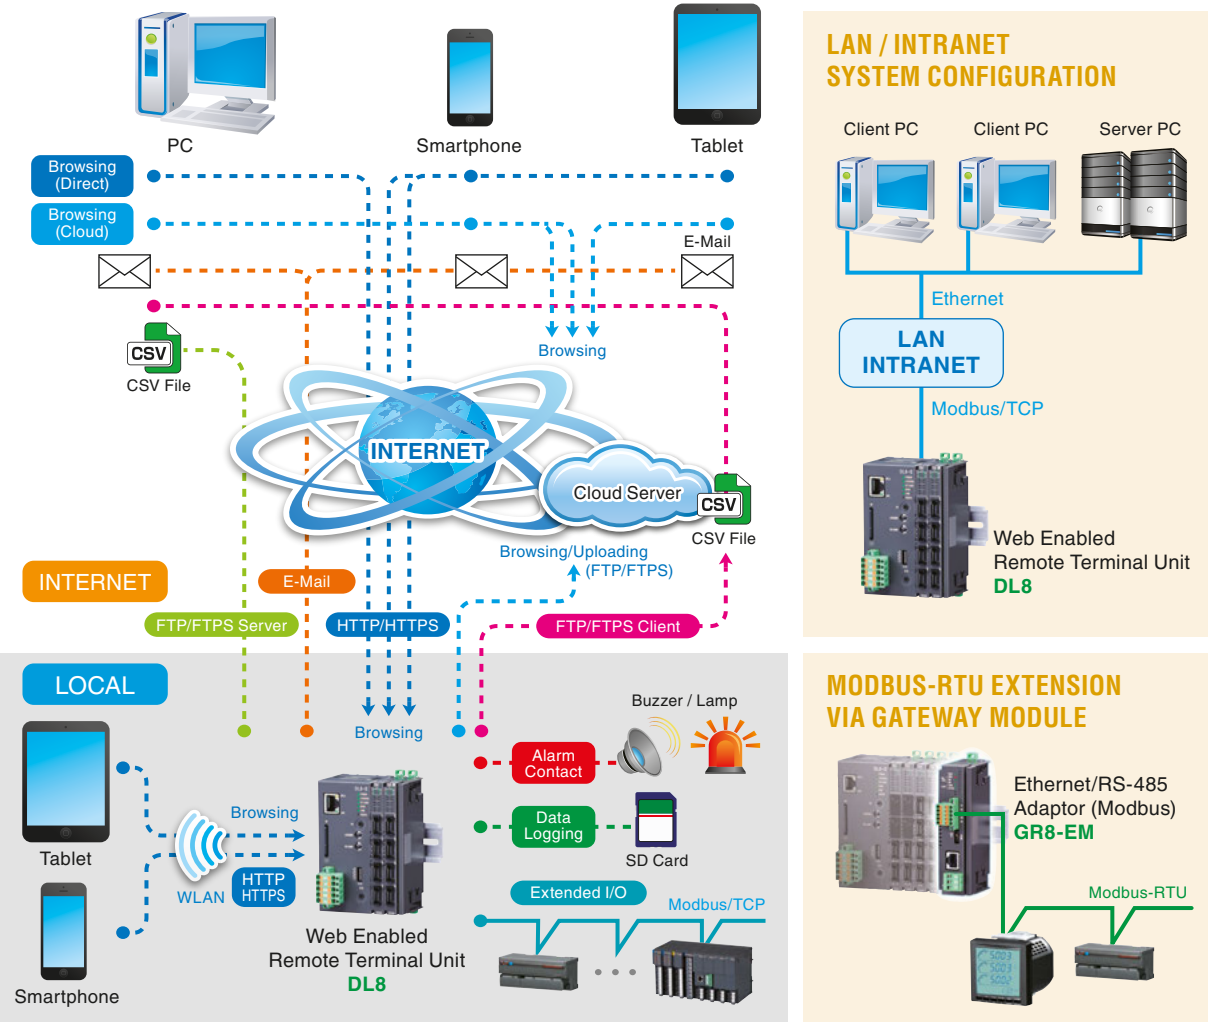 PC
Smartphone
Tablet
Browsing
(Direct)
Browsing
(Cloud)
E-Mail
CSV
CSV File
Browsing
INTERNET
Cloud Server
CSV
CSV File
Browsing/Uploading
(FTP/FTPS)
INTERNET
E-Mail
FTP/FTPS Server
HTTP/HTTPS
FTP/FTPS Client
LOCAL
Browsing
Tablet
Smartphone
WLAN
Browsing
HTTP
HTTPS
Web Enabled
Remote Terminal Unit
DL8
Buzzer / Lamp
Alarm
Contact
Data
Logging
SD Card
Extended I/O
Modbus/TCP
LAN / INTRANET
SYSTEM CONFIGURATION
Client PC
Client PC
Server PC
Ethernet
LAN
INTRANET
Modbus/TCP
Web Enabled
Remote Terminal Unit
DL8
MODBUS-RTU EXTENSION
VIA GATEWAY MODULE
Ethernet/RS-485
Adaptor (Modbus)
GR8-EM
Modbus-RTU